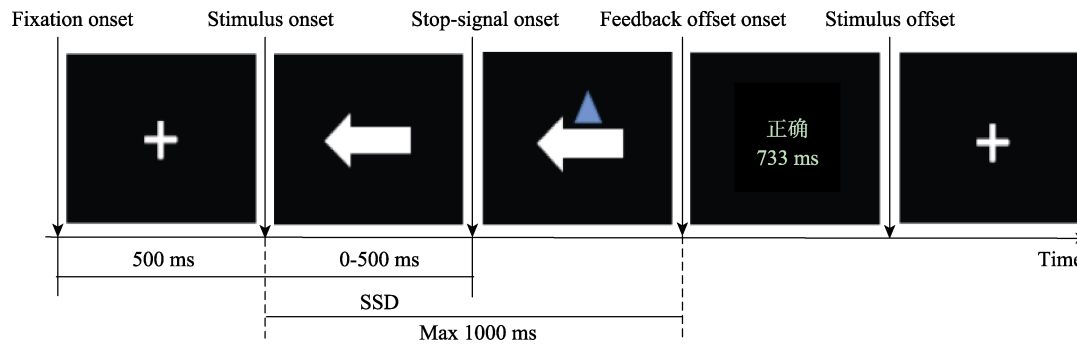 Fixation onset
Stimulus onset
Stop-signal onset
Feedback offset onset
Stimulus offset
正确
733 ms
500 ms
0-500 ms
Time
SSD
Max 1000 ms